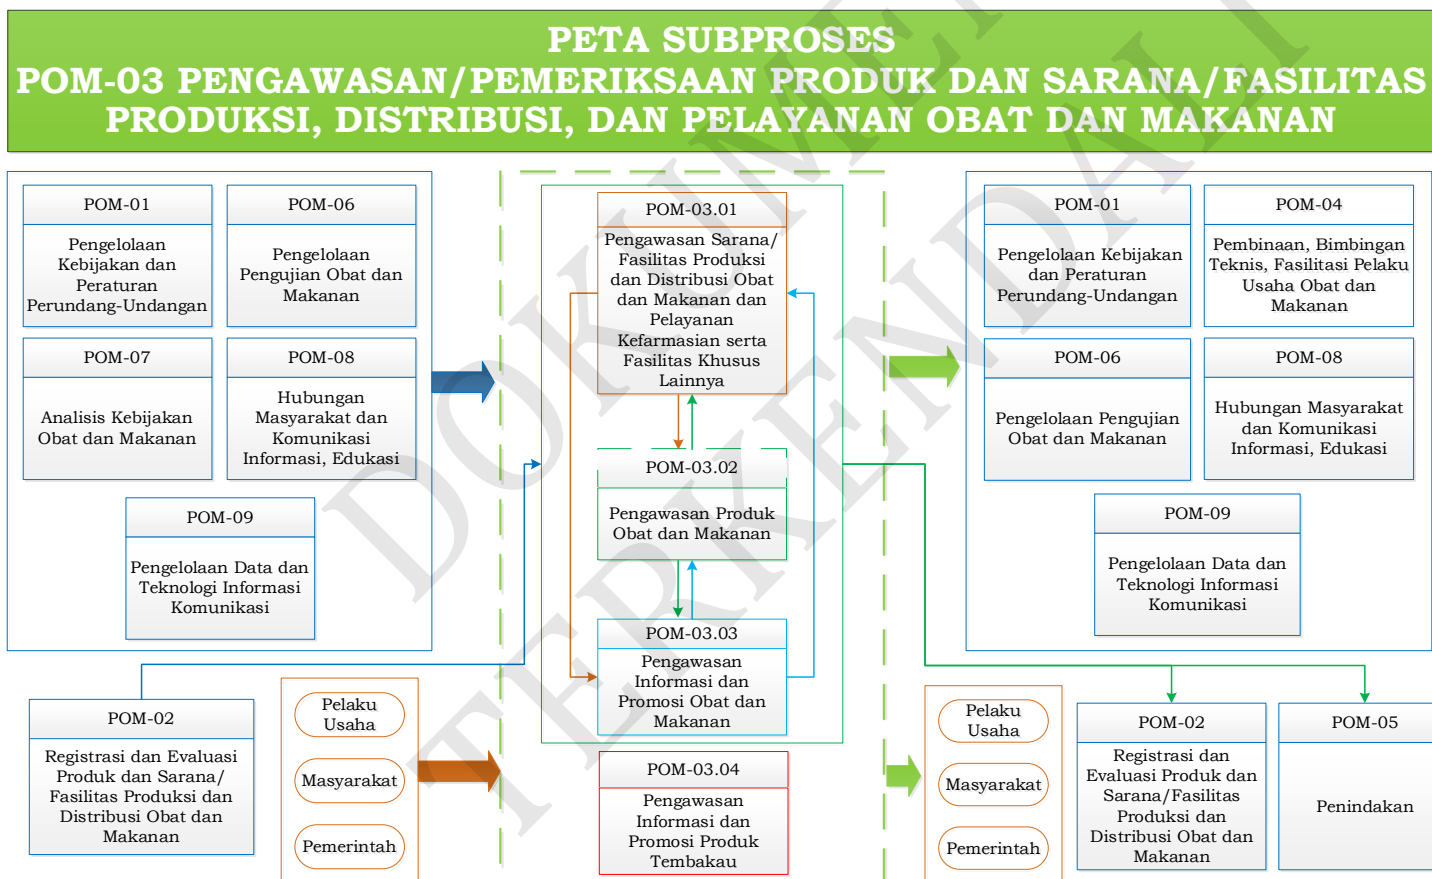 PETA SUBPROSES
POM-03 PENGAWASAN/PEMERIKSAAN PRODUK DAN SARANA/FASILITAS
PRODUKSI, DISTRIBUSI, DAN PELAYANAN OBAT DAN MAKANAN
POM-01
Pengelolaan
Kebijakan dan
Peraturan
Perundang-Undangan
POM-06
Pengelolaan
Pengujian Obat dan
Makanan
POM-07
Analisis Kebijakan
Obat dan Makanan
POM-08
Hubungan
Masyarakat dan
Komunikasi
Informasi, Edukasi
POM-09
Pengelolaan Data dan
Teknologi Informasi
Komunikasi
POM-02
Registrasi dan Evaluasi
Produk dan Sarana/
Fasilitas Produksi dan
Distribusi Obat dan
Makanan
Pelaku
Usaha
Masyarakat
Pemerintah
POM-03.01
Pengawasan Sarana/
Fasilitas Produksi
dan Distribusi Obat
dan Makanan dan
Pelayanan
Kefarmasian serta
Fasilitas Khusus
Lainnya
POM-03.02
Pengawasan Produk
Obat dan Makanan
POM-03.03
Pengawasan
Informasi dan
Promosi Obat dan
Makanan
POM-03.04
Pengawasan
Informasi dan
Promosi Produk
Tembakau
POM-01
Pengelolaan Kebijakan
dan Peraturan
Perundang-Undangan
POM-04
Pembinaan, Bimbingan
Teknis, Fasilitasi Pelaku
Usaha Obat dan
Makanan
POM-06
Pengelolaan Pengujian
Obat dan Makanan
POM-08
Hubungan Masyarakat
dan Komunikasi
Informasi, Edukasi
POM-09
Pengelolaan Data dan
Teknologi Informasi
Komunikasi
Pelaku
Usaha
Masyarakat
Pemerintah
POM-02
Registrasi dan
Evaluasi Produk dan
Sarana/Fasilitas
Produksi dan
Distribusi Obat dan
Makanan
POM-05
Penindakan
DOKUMEN
TERKENDALI